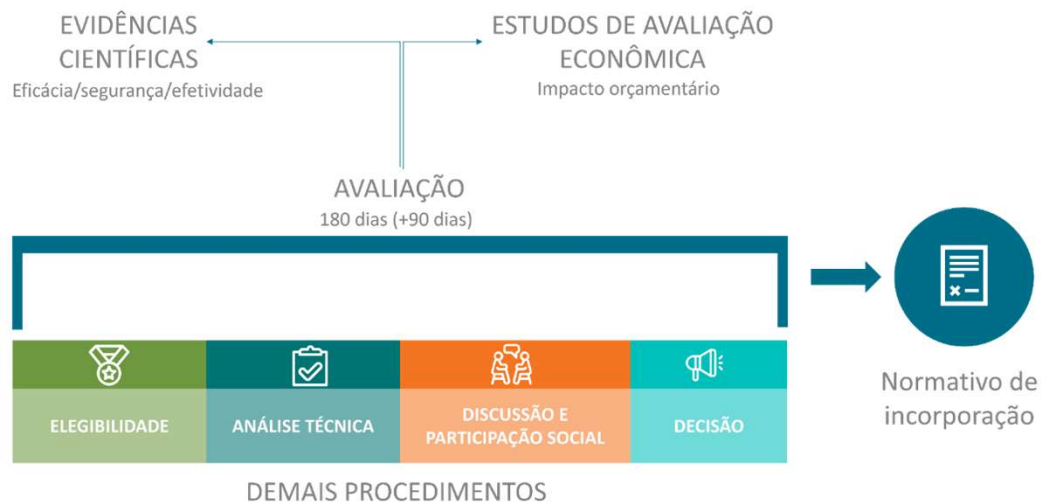 EVIDÊNCIAS
CIENTÍFICAS
Eficácia/segurança/efetividade
ESTUDOS DE AVALIAÇÃO
ECONÔMICA
Impacto orçamentário
AVALIAÇÃO
180 dias (+90 dias)
ELEGIBILIDADE
ANÁLISE TÉCNICA
DISCUSSÃO E
PARTICIPAÇÃO SOCIAL
DECISÃO
Normativo de
incorporação
DEMAIS PROCEDIMENTOS